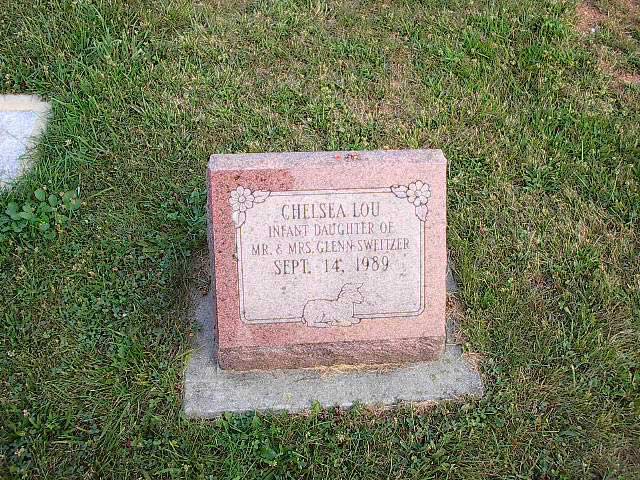 CHELSEA LOU
INFANT DAUGHTER OF
MR. & MRS. GLENN SWEITZER
SEPT. 14, 1989